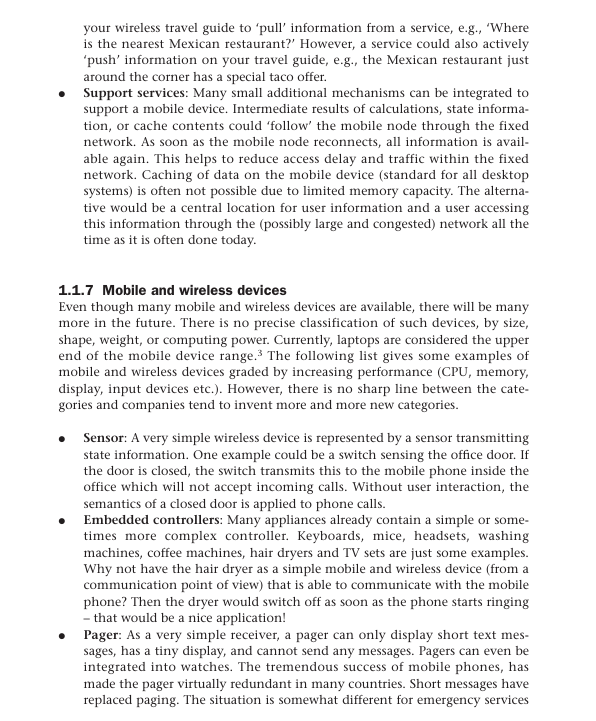 your wireless travel guide to ‘pull’ information from a service, e.g., ‘Where
is the nearest Mexican restaurant?’ However, a service could also actively
‘push’ information on your travel guide, e.g., the Mexican restaurant just
around the corner has a special taco offer.
● Support services: Many small additional mechanisms can be integrated to
support a mobile device. Intermediate results of calculations, state informa-
tion, or cache contents could ‘follow’ the mobile node through the fixed
network. As soon as the mobile node reconnects, all information is avail-
able again. This helps to reduce access delay and traffic within the fixed
network. Caching of data on the mobile device (standard for all desktop
systems) is often not possible due to limited memory capacity. The alterna-
tive would be a central location for user information and a user accessing
this information through the (possibly large and congested) network all the
time as it is often done today.
1.1.7 Mobile and wireless devices
Even though many mobile and wireless devices are available, there will be many
more in the future. There is no precise classification of such devices, by size,
shape, weight, or computing power. Currently, laptops are considered the upper
end of the mobile device range.³ The following list gives some examples of
mobile and wireless devices graded by increasing performance (CPU, memory,
display, input devices etc.). However, there is no sharp line between the cate-
gories and companies tend to invent more and more new categories.
● Sensor: A very simple wireless device is represented by a sensor transmitting
state information. One example could be a switch sensing the office door. If
the door is closed, the switch transmits this to the mobile phone inside the
office which will not accept incoming calls. Without user interaction, the
semantics of a closed door is applied to phone calls.
● Embedded controllers: Many appliances already contain a simple or some-
times more complex controller. Keyboards, mice, headsets, washing
machines, coffee machines, hair dryers and TV sets are just some examples.
Why not have the hair dryer as a simple mobile and wireless device (from a
communication point of view) that is able to communicate with the mobile
phone? Then the dryer would switch off as soon as the phone starts ringing
– that would be a nice application!
● Pager: As a very simple receiver, a pager can only display short text mes-
sages, has a tiny display, and cannot send any messages. Pagers can even be
integrated into watches. The tremendous success of mobile phones, has
made the pager virtually redundant in many countries. Short messages have
replaced paging. The situation is somewhat different for emergency services